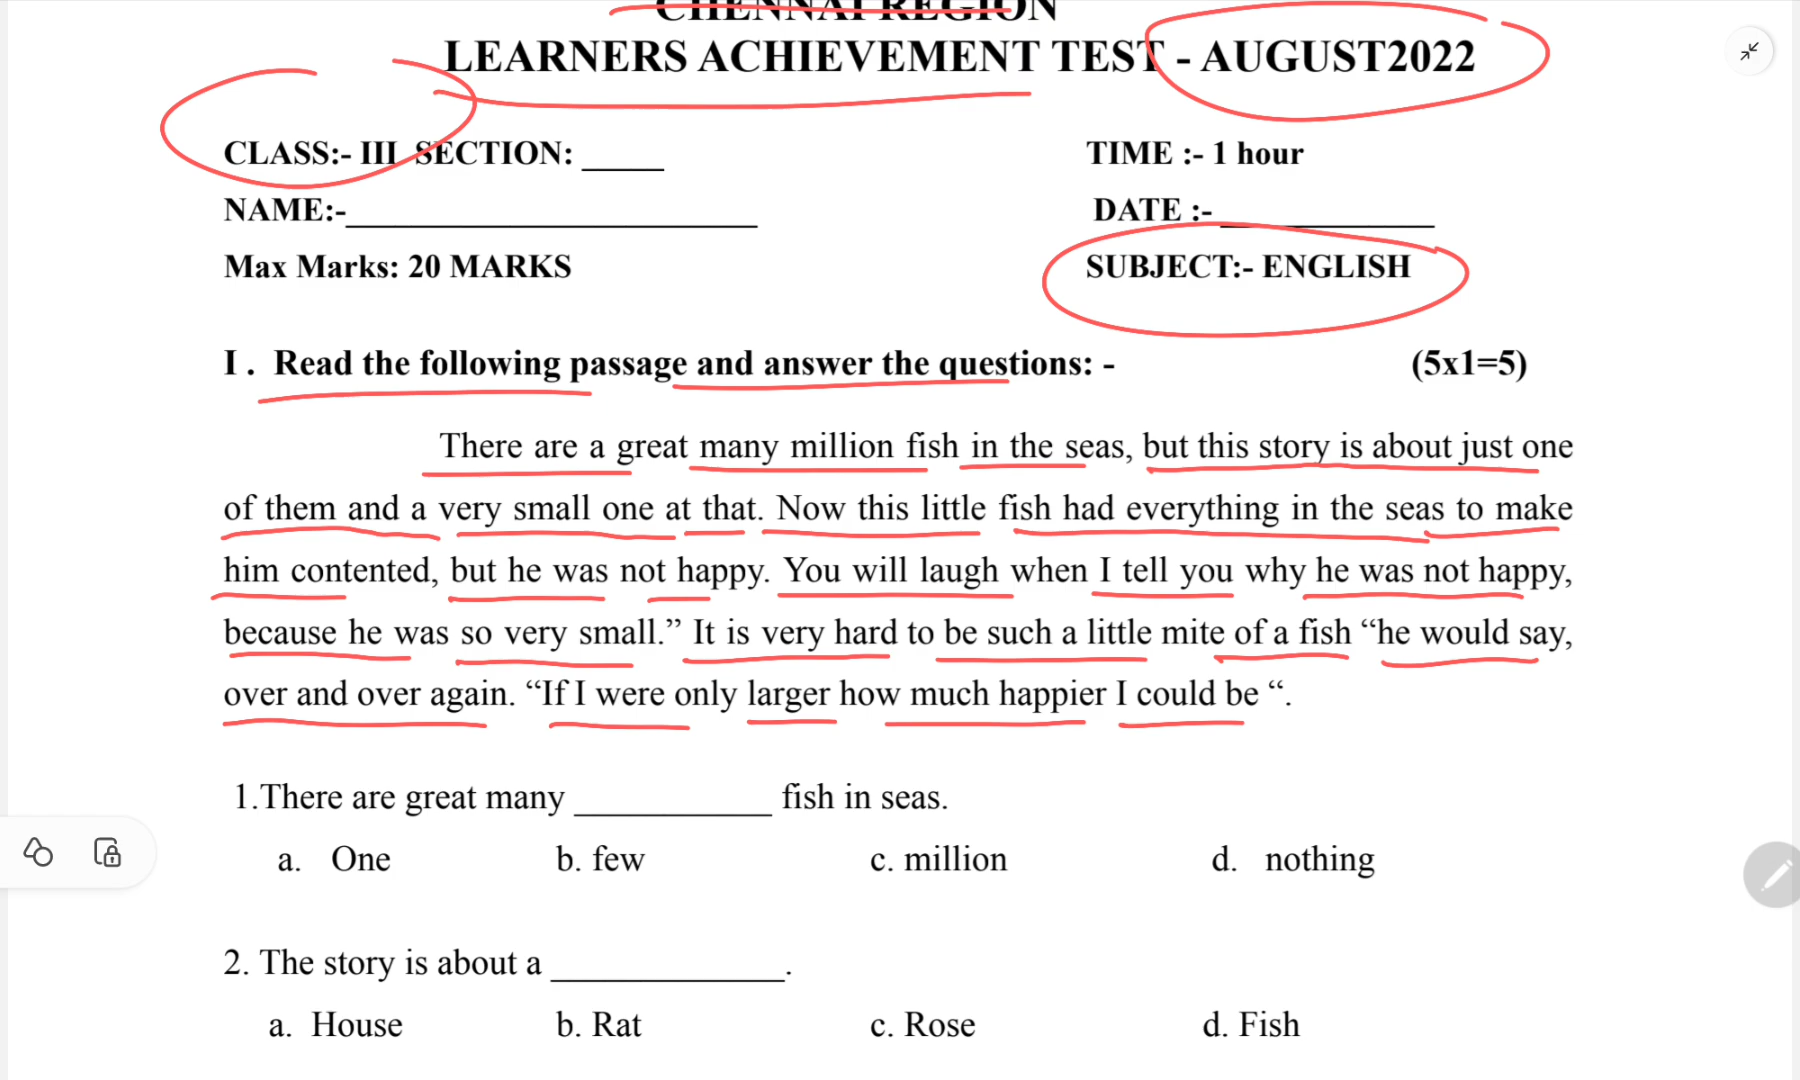 CHENNAI REGION
LEARNERS ACHIEVEMENT TEST - AUGUST2022
CLASS:- III SECTION: _____ TIME :- 1 hour
NAME:-_________________________ DATE :-_____________
Max Marks: 20 MARKS SUBJECT:- ENGLISH
I . Read the following passage and answer the questions: - (5x1=5)
There are a great many million fish in the seas, but this story is about just one
of them and a very small one at that. Now this little fish had everything in the seas to make
him contented, but he was not happy. You will laugh when I tell you why he was not happy,
because he was so very small.” It is very hard to be such a little mite of a fish “he would say,
over and over again. “If I were only larger how much happier I could be “.
1.There are great many ___________ fish in seas.
a. One b. few c. million d. nothing
2. The story is about a _____________.
a. House b. Rat c. Rose d. Fish